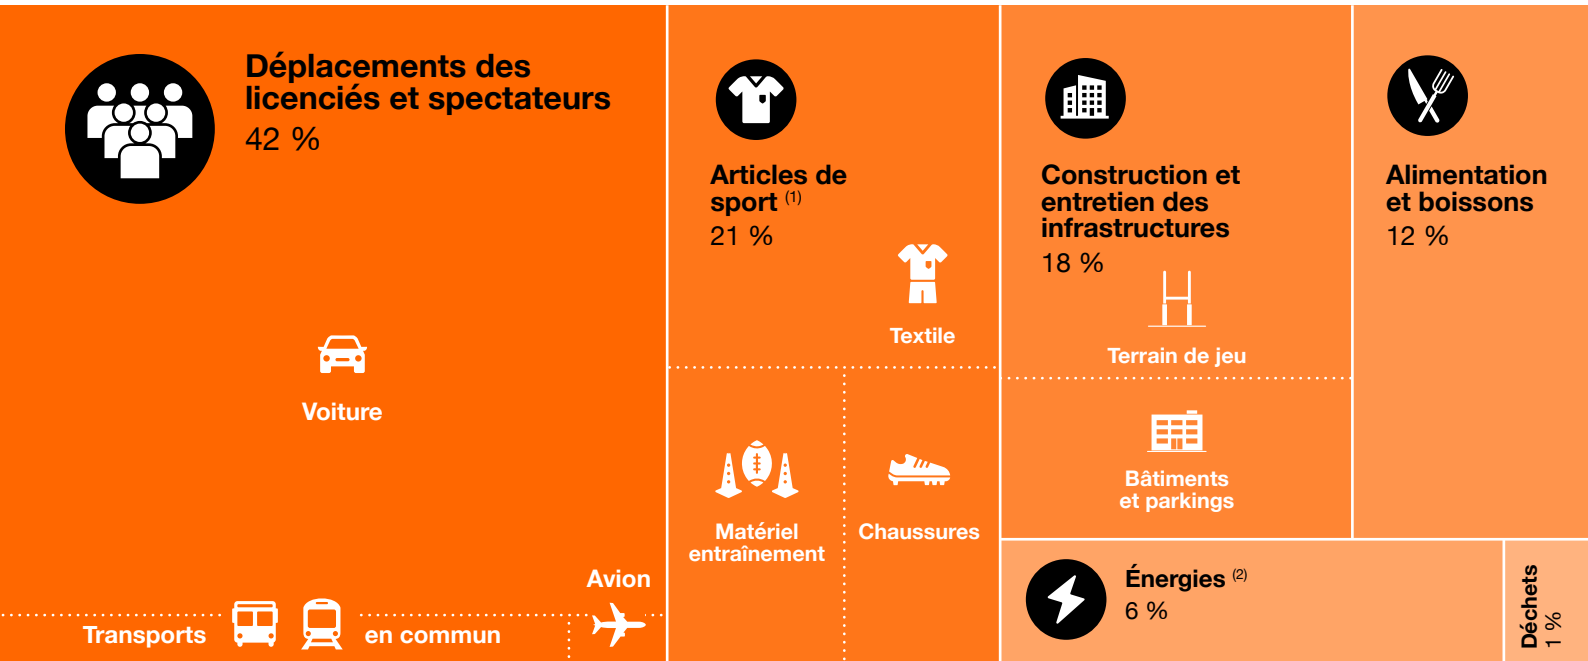 Déplacements des
licenciés et spectateurs
42 %
Voiture
Transports en commun
Avion
Articles de
sport (1)
21 %
Textile
Matériel
entraînement
Chaussures
Construction et
entretien des
infrastructures
18 %
Terrain de jeu
Bâtiments
et parkings
Alimentation
et boissons
12 %
Énergies (2)
6 %
Déchets
1 %